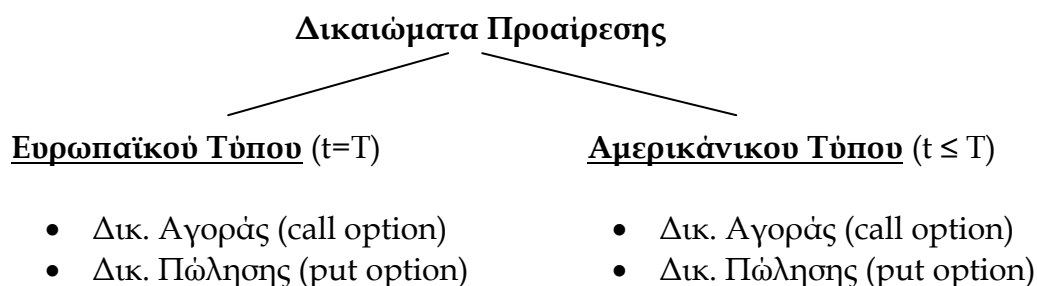 Δικαιώματα Προαίρεσης
Ευρωπαϊκού Τύπου (t=T)
• Δικ. Αγοράς (call option)
• Δικ. Πώλησης (put option)
Αμερικάνικου Τύπου (t ≤ T)
• Δικ. Αγοράς (call option)
• Δικ. Πώλησης (put option)